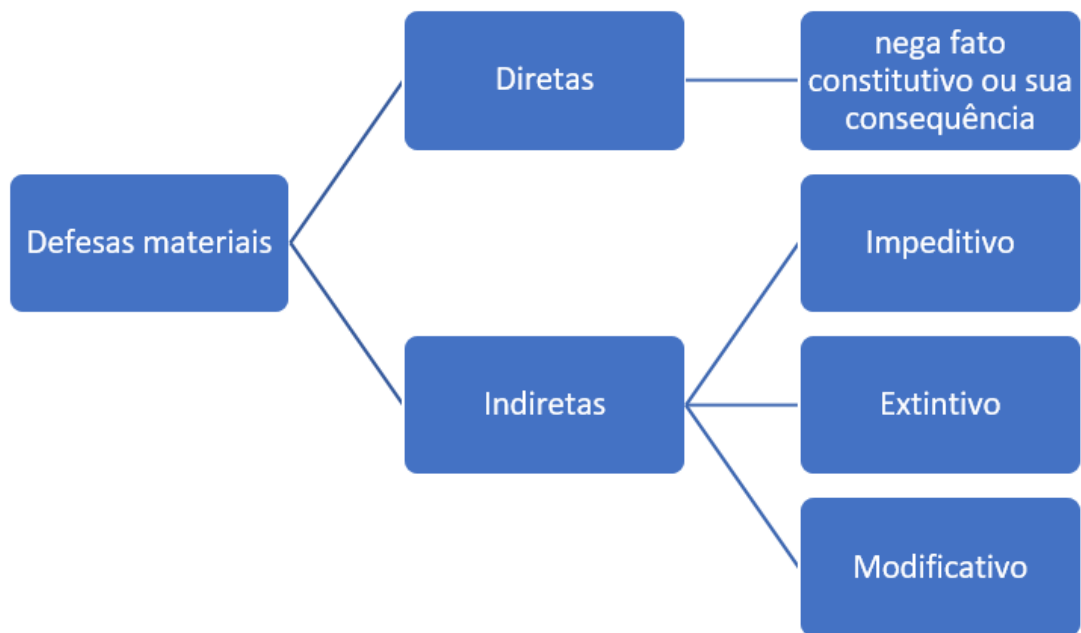 Defesas materiais
Diretas
nega fato
constitutivo ou sua
consequência
Indiretas
Impeditivo
Extintivo
Modificativo